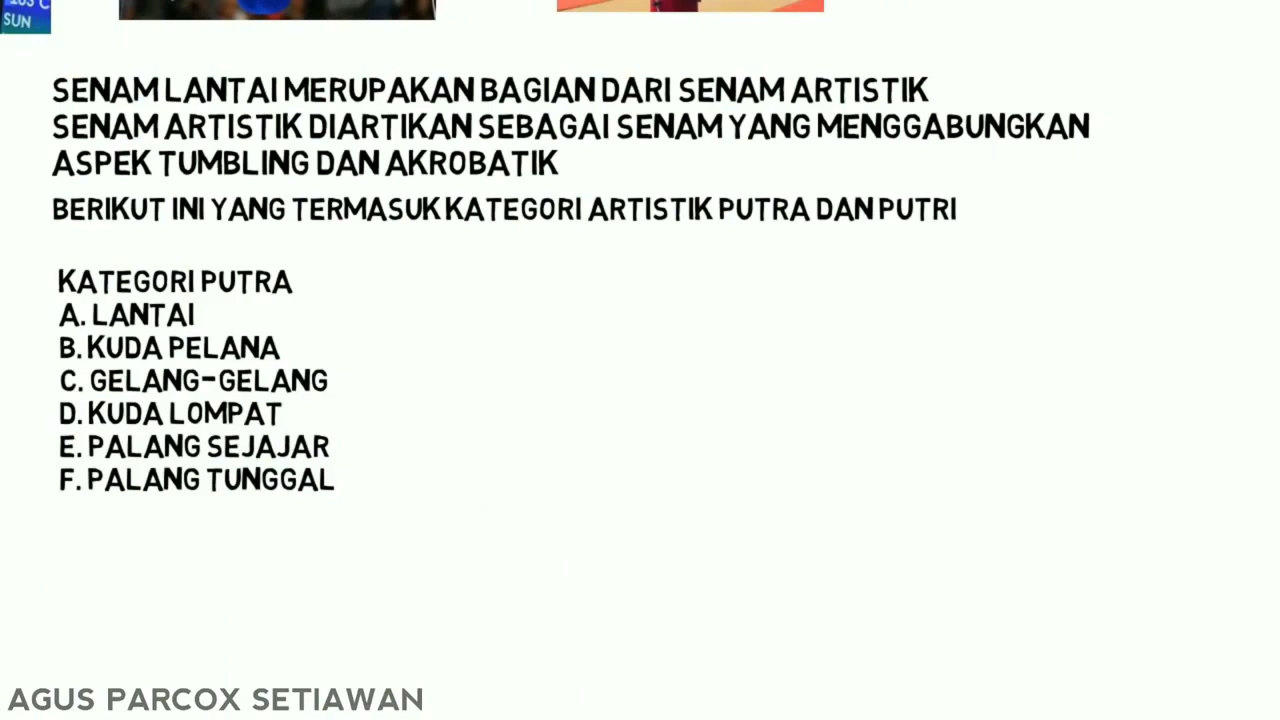 SUN
SENAM LANTAI MERUPAKAN BAGIAN DARI SENAM ARTISTIK
SENAM ARTISTIK DIARTIKAN SEBAGAI SENAM YANG MENGGABUNGKAN
ASPEK TUMBLING DAN AKROBATIK
BERIKUT INI YANG TERMASUK KATEGORI ARTISTIK PUTRA DAN PUTRI
KATEGORI PUTRA
A. LANTAI
B. KUDA PELANA
C. GELANG-GELANG
D. KUDA LOMPAT
E. PALANG SEJAJAR
F. PALANG TUNGGAL
AGUS PARCOX SETIAWAN